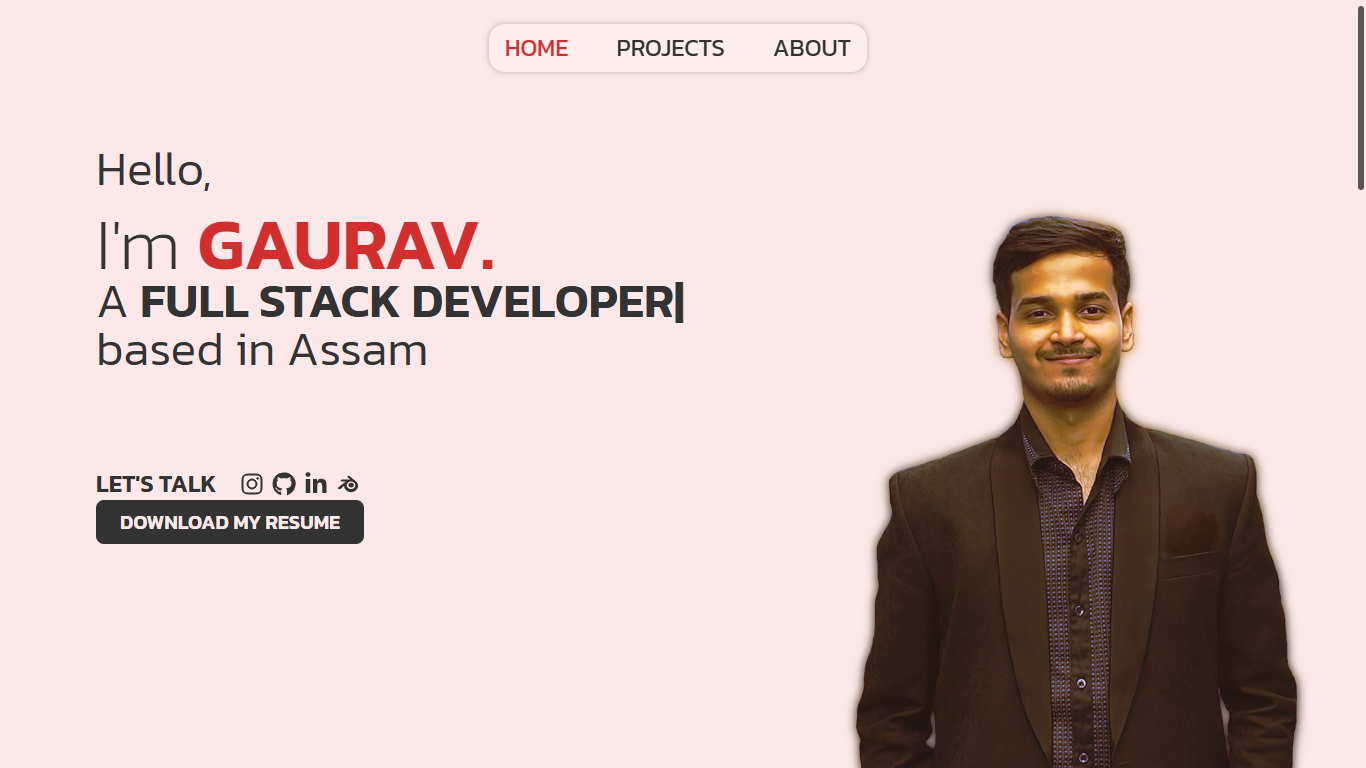 HOME PROJECTS ABOUT
Hello,
I'm GAURAV.
A FULL STACK DEVELOPER|
based in Assam
LET'S TALK
DOWNLOAD MY RESUME